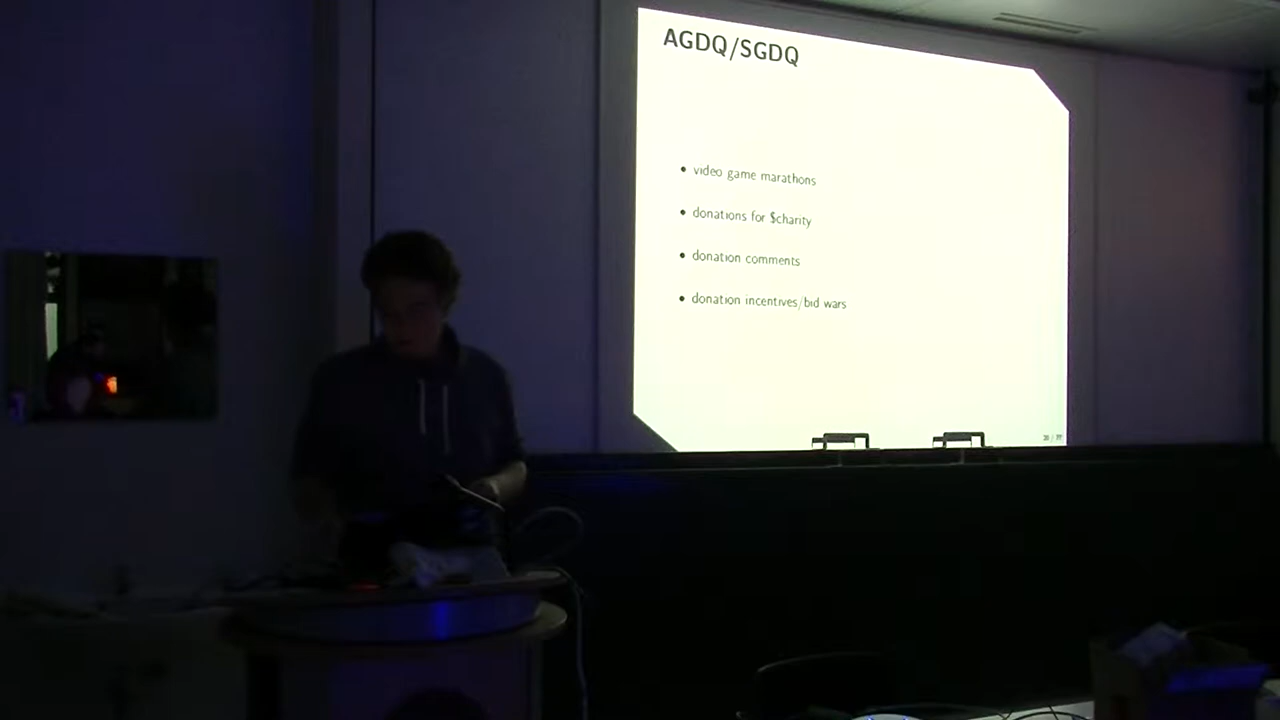 AGDQ/SGDQ
• video game marathons
• donations for $charity
• donation comments
• donation incentives/bid wars